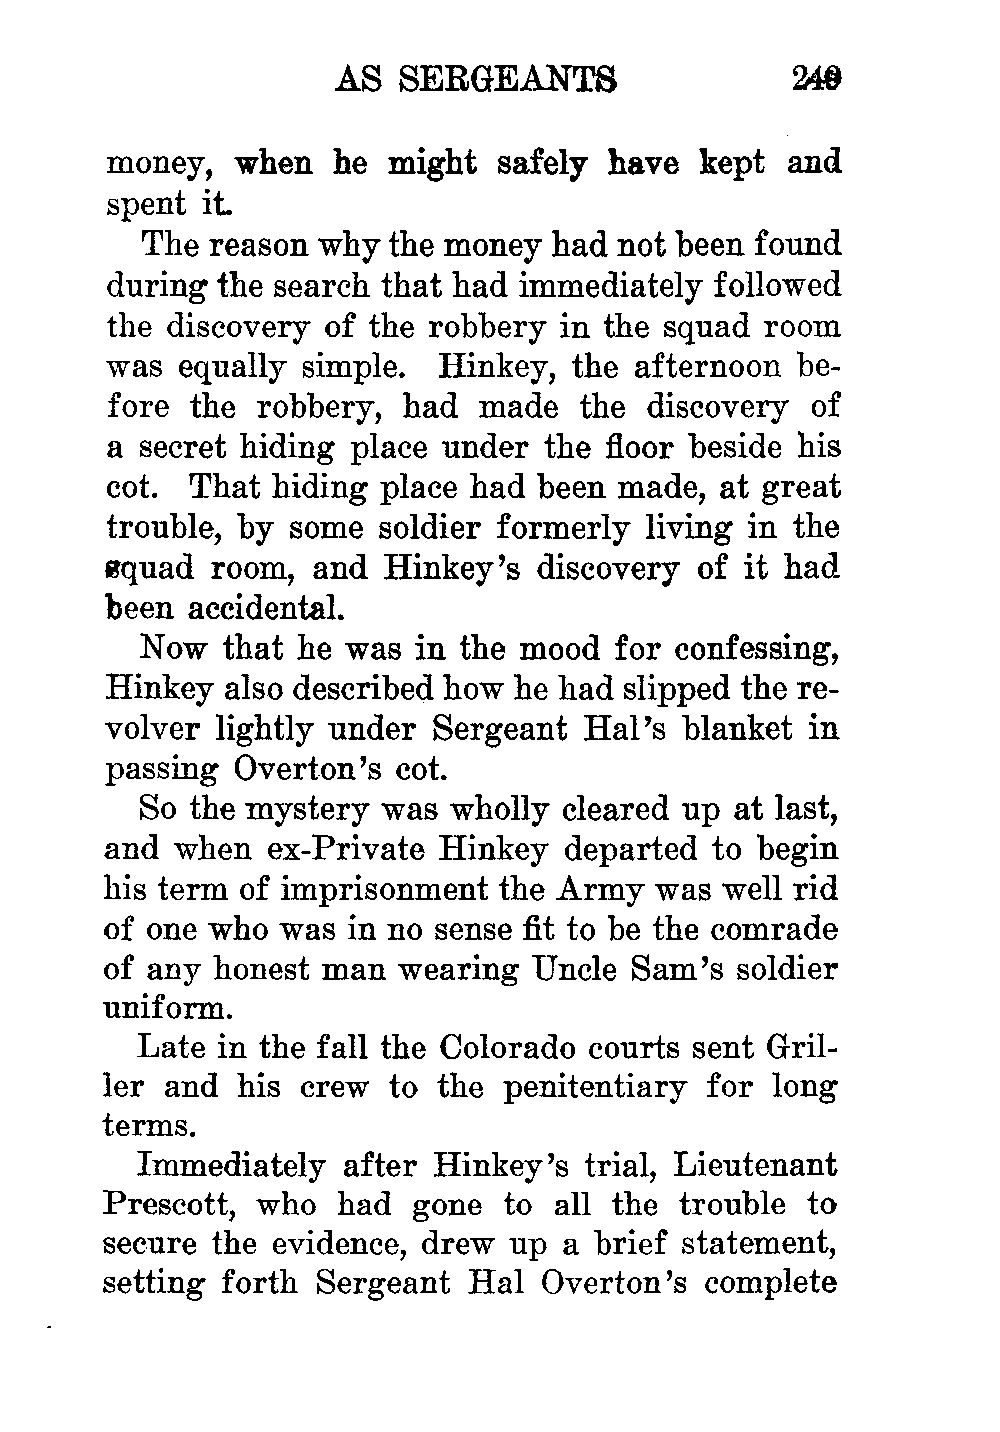 AS SERGEANTS 249
money, when he might safely have kept and
spent it.
The reason why the money had not been found
during the search that had immediately followed
the discovery of the robbery in the squad room
was equally simple. Hinkey, the afternoon be-
fore the robbery, had made the discovery of
a secret hiding place under the floor beside his
cot. That hiding place had been made, at great
trouble, by some soldier formerly living in the
squad room, and Hinkey's discovery of it had
been accidental.
Now that he was in the mood for confessing,
Hinkey also described how he had slipped the re-
volver lightly under Sergeant Hal's blanket in
passing Overton's cot.
So the mystery was wholly cleared up at last,
and when ex-Private Hinkey departed to begin
his term of imprisonment the Army was well rid
of one who was in no sense fit to be the comrade
of any honest man wearing Uncle Sam's soldier
uniform.
Late in the fall the Colorado courts sent Gril-
ler and his crew to the penitentiary for long
terms.
Immediately after Hinkey's trial, Lieutenant
Prescott, who had gone to all the trouble to
secure the evidence, drew up a brief statement,
setting forth Sergeant Hal Overton's complete